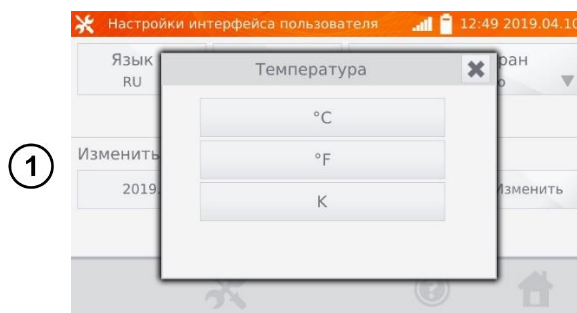 Настройки интерфейса пользователя 12:49 2019.04.10
Язык
RU
Температура
°C
°F
K
Изменить
2019.
Изменить
1